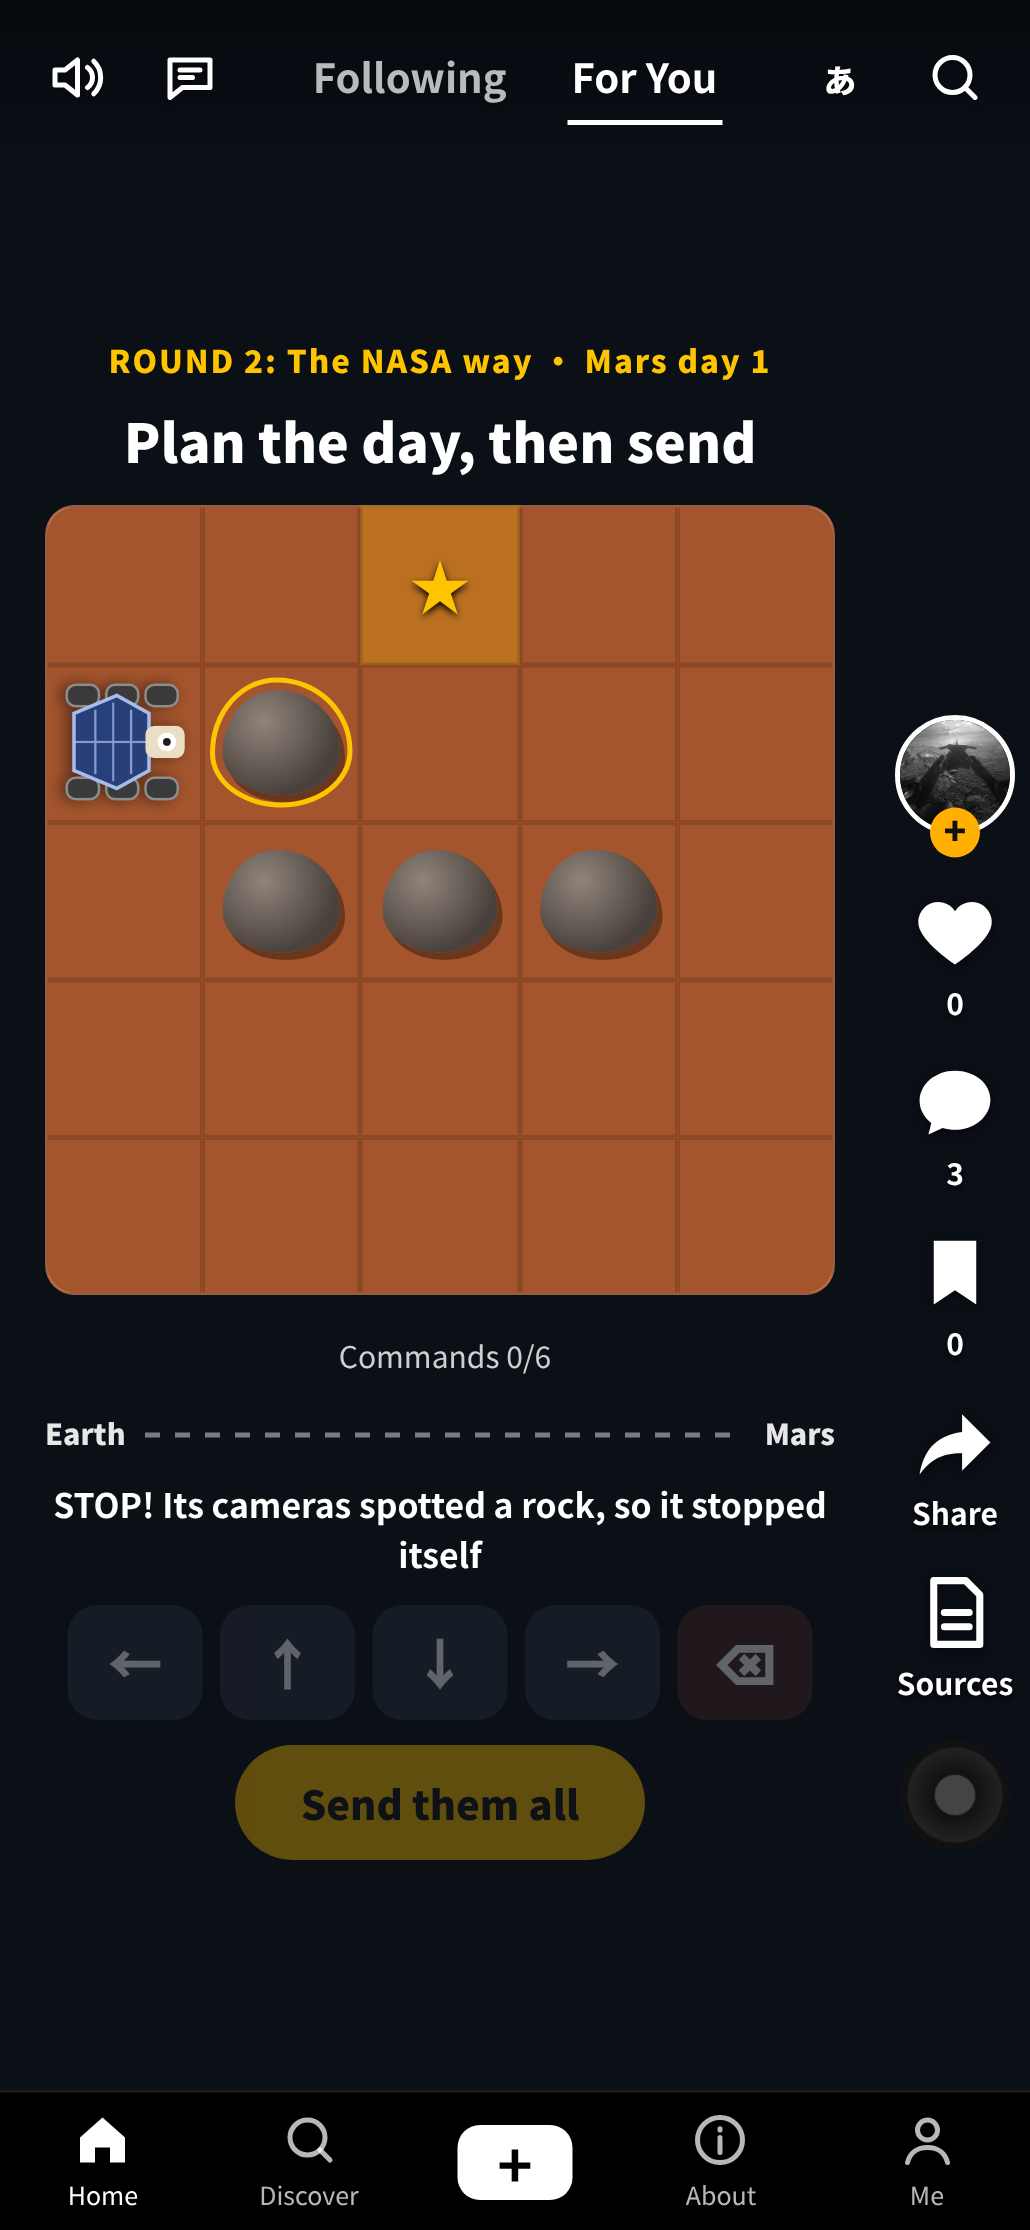 Following
For You
あ
ROUND 2: The NASA way • Mars day 1
Plan the day, then send
0
3
0
Commands 0/6
Earth
Mars
Share
STOP! Its cameras spotted a rock, so it stopped
itself
Sources
Send them all
Home
Discover
About
Me